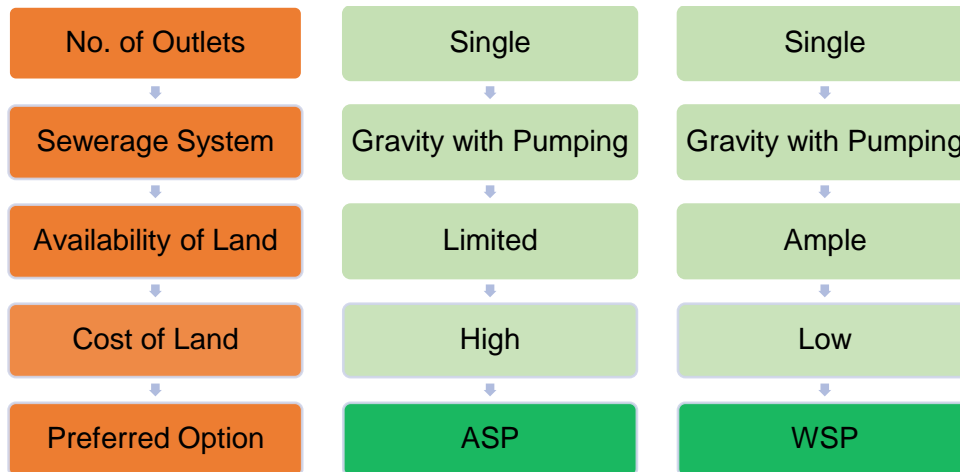 No. of Outlets
Single
Single
Sewerage System
Gravity with Pumping
Gravity with Pumping
Availability of Land
Limited
Ample
Cost of Land
High
Low
Preferred Option
ASP
WSP